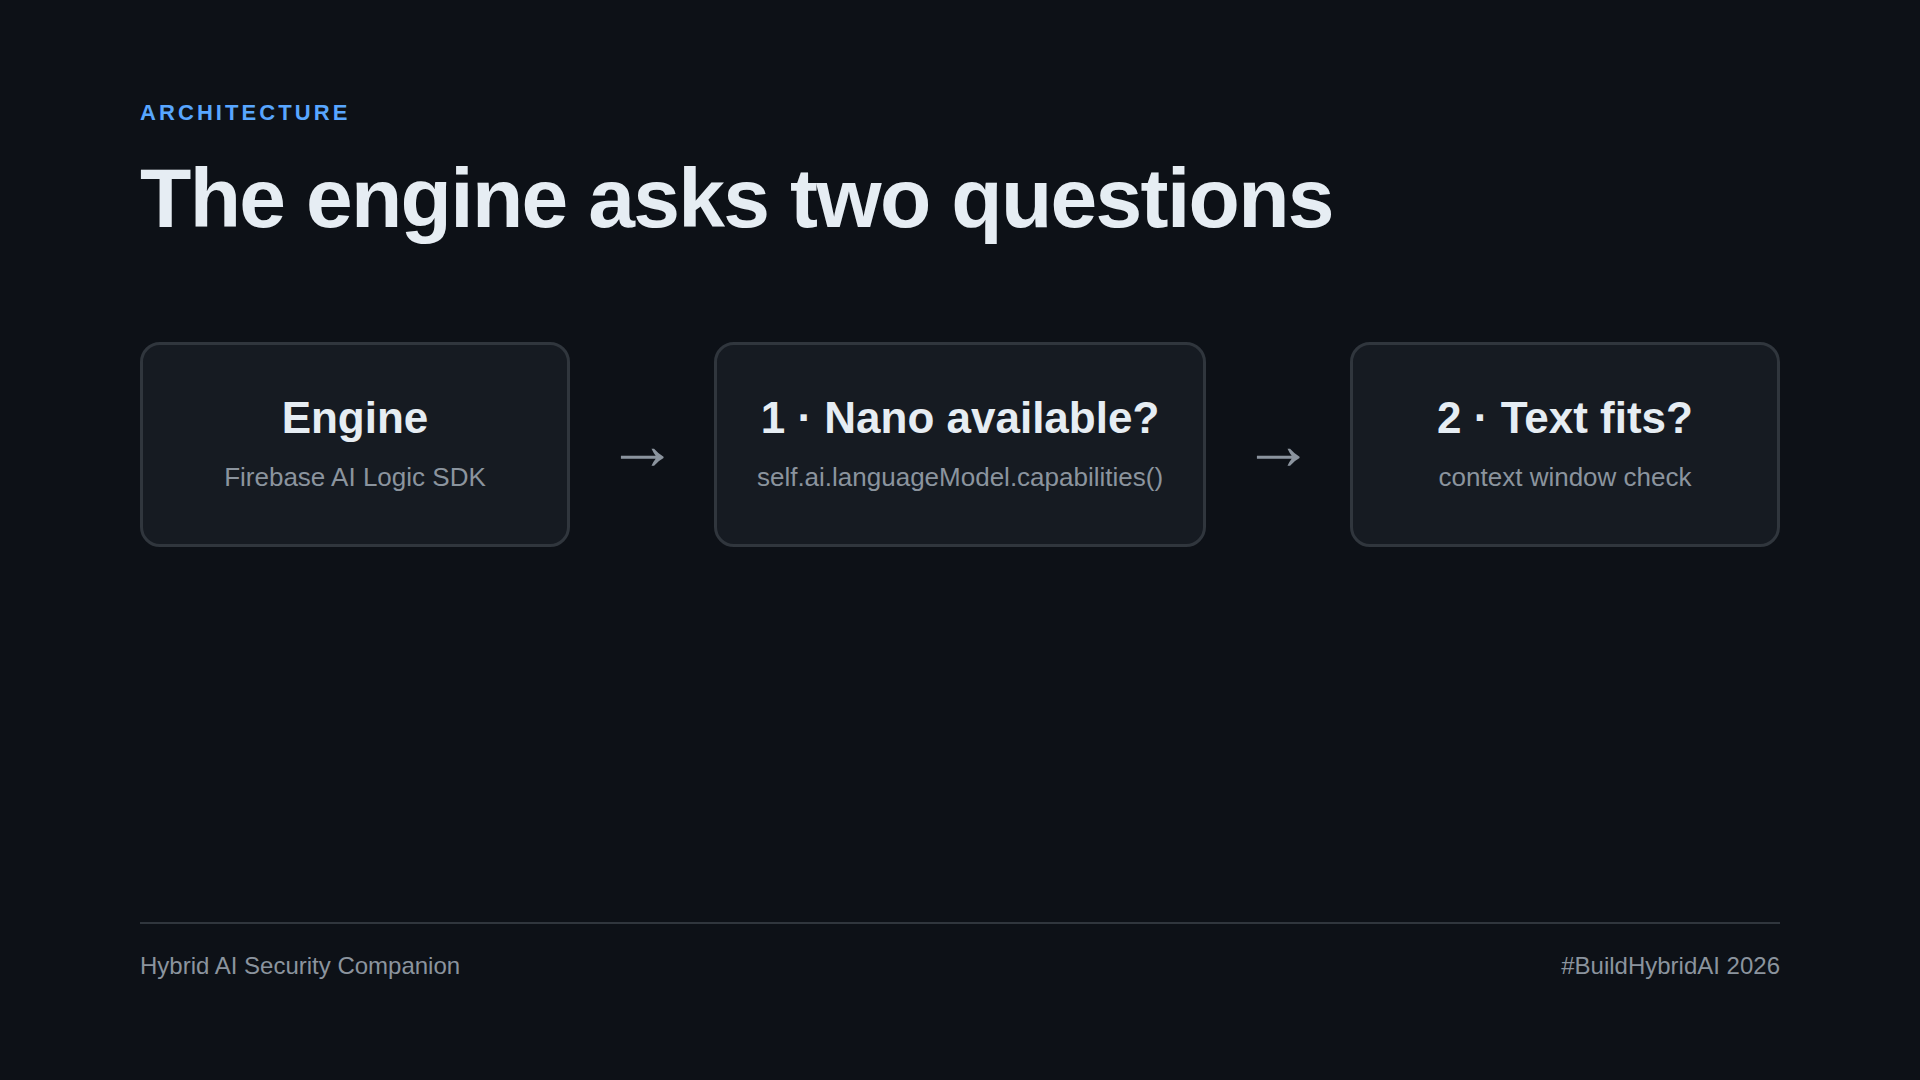 ARCHITECTURE
The engine asks two questions
Engine
Firebase AI Logic SDK
→
1 · Nano available?
self.ai.languageModel.capabilities()
→
2 · Text fits?
context window check
Hybrid AI Security Companion
#BuildHybridAI 2026